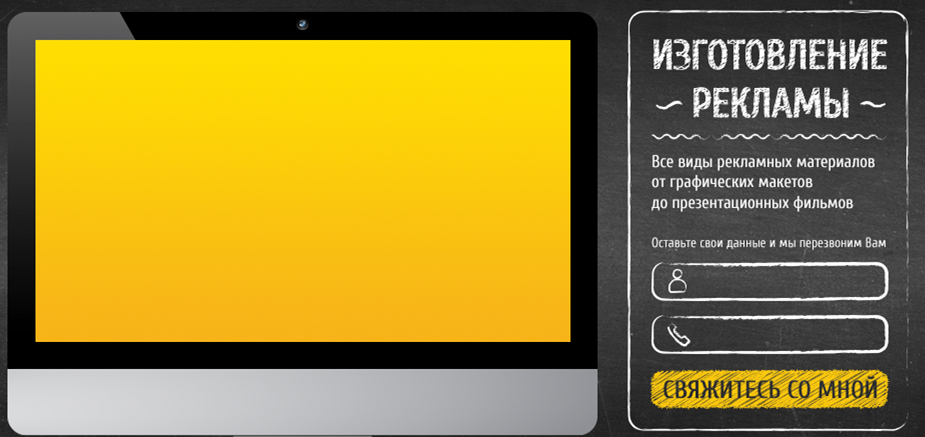 ИЗГОТОВЛЕНИЕ
~ РЕКЛАМЫ ~
Все виды рекламных материалов
от графических макетов
до презентационных фильмов
Оставьте свои данные и мы перезвоним Вам
СВЯЖИТЕСЬ СО МНОЙ